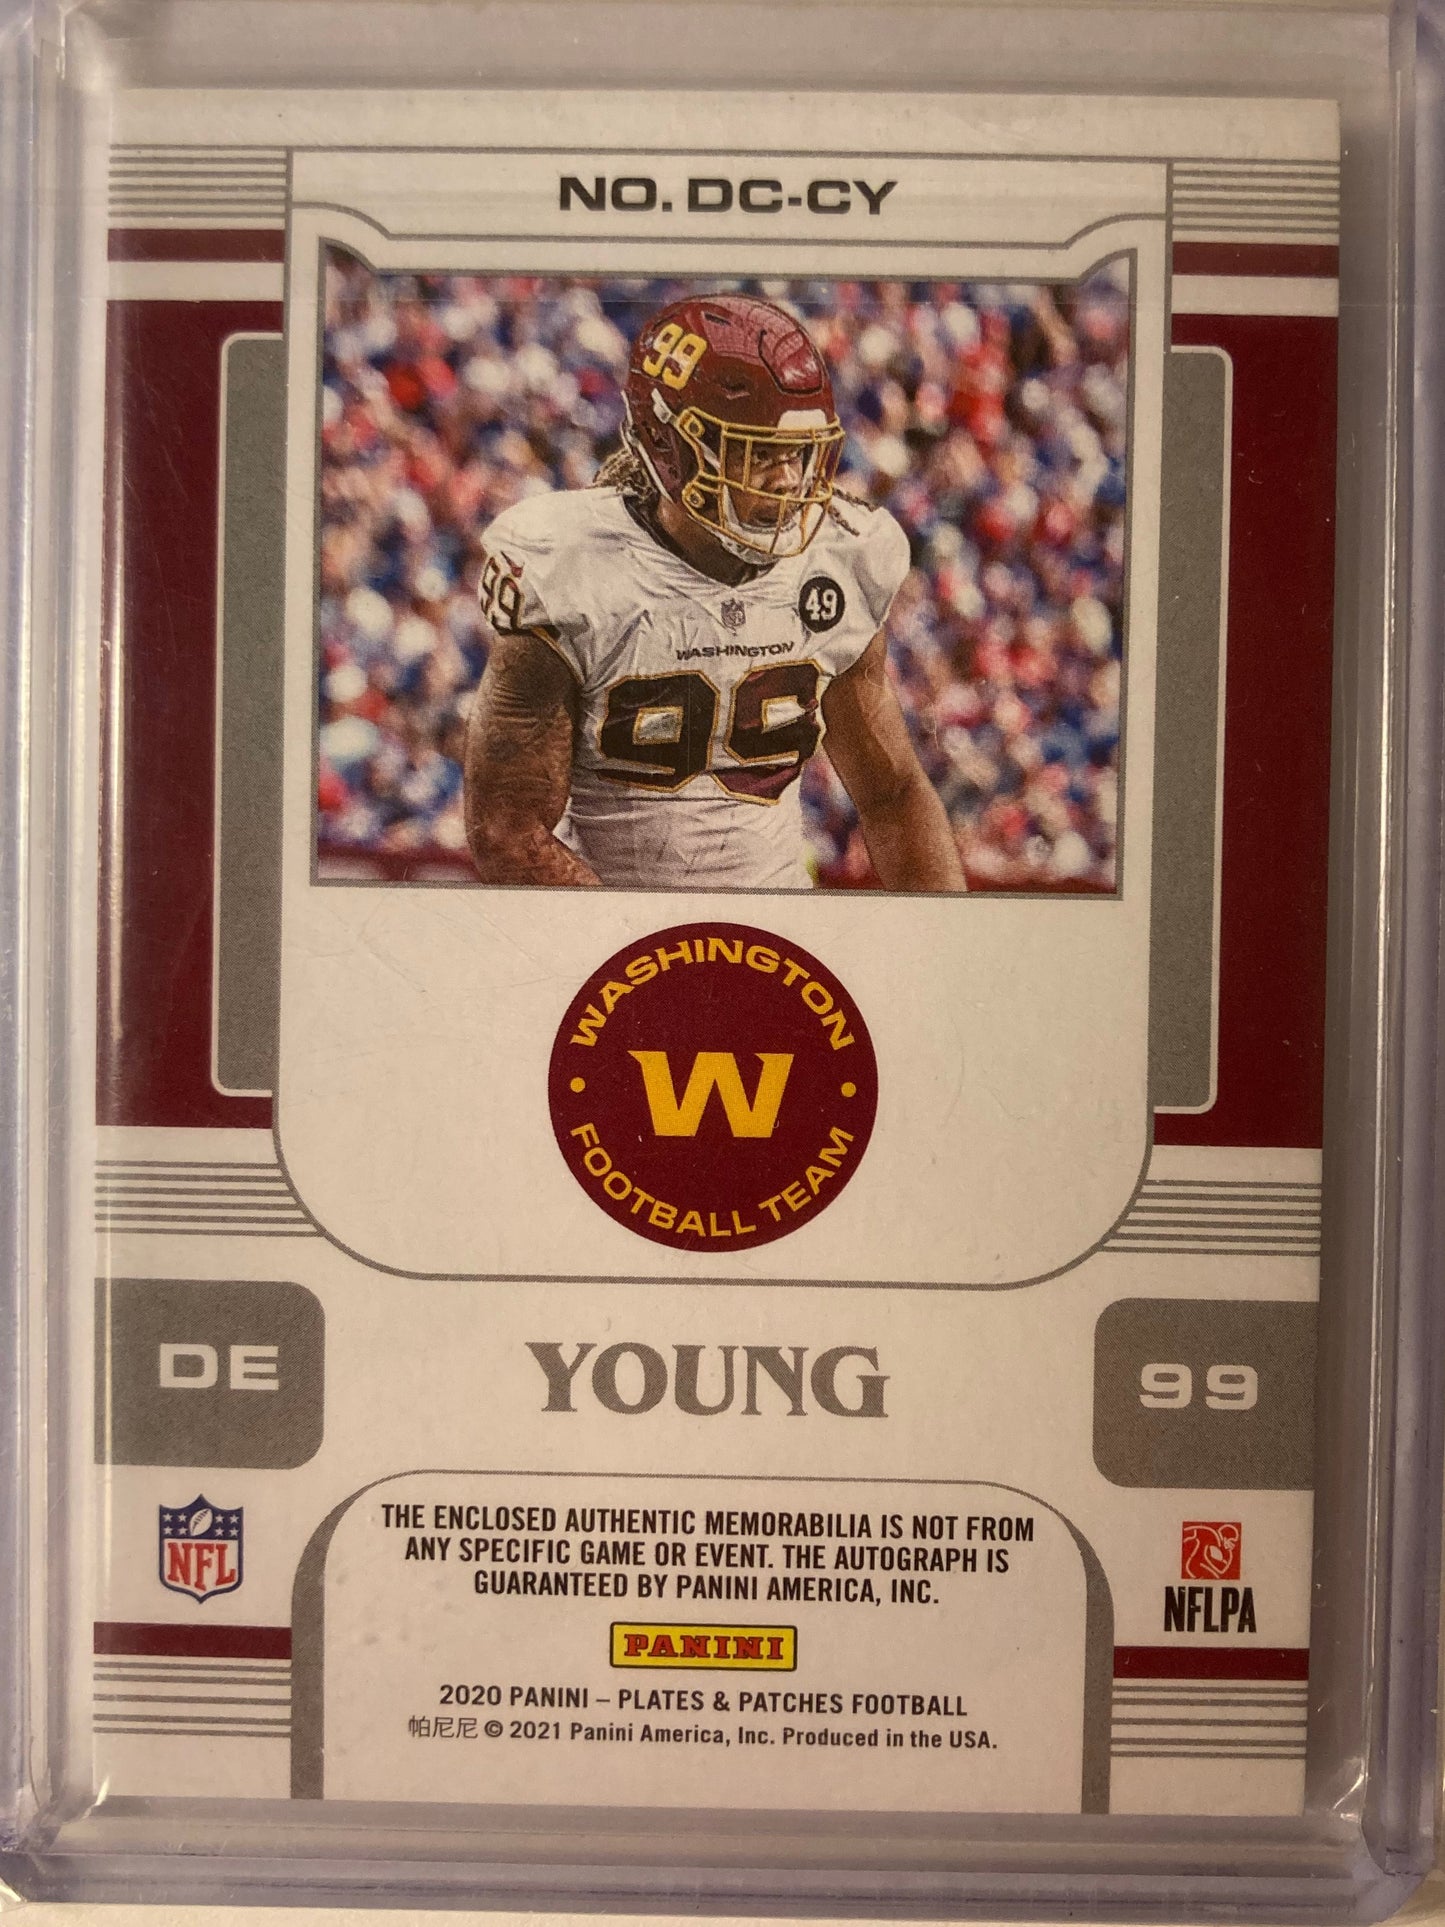 NO. DC-CY
99
99
49
WASHINGTON
99
WASHINGTON
W
FOOTBALL TEAM
DE
YOUNG
99
THE ENCLOSED AUTHENTIC MEMORABILIA IS NOT FROM
ANY SPECIFIC GAME OR EVENT. THE AUTOGRAPH IS
GUARANTEED BY PANINI AMERICA, INC.
NFL
NFLPA
PANINI
2020 PANINI – PLATES & PATCHES FOOTBALL
帕尼尼 © 2021 Panini America, Inc. Produced in the USA.